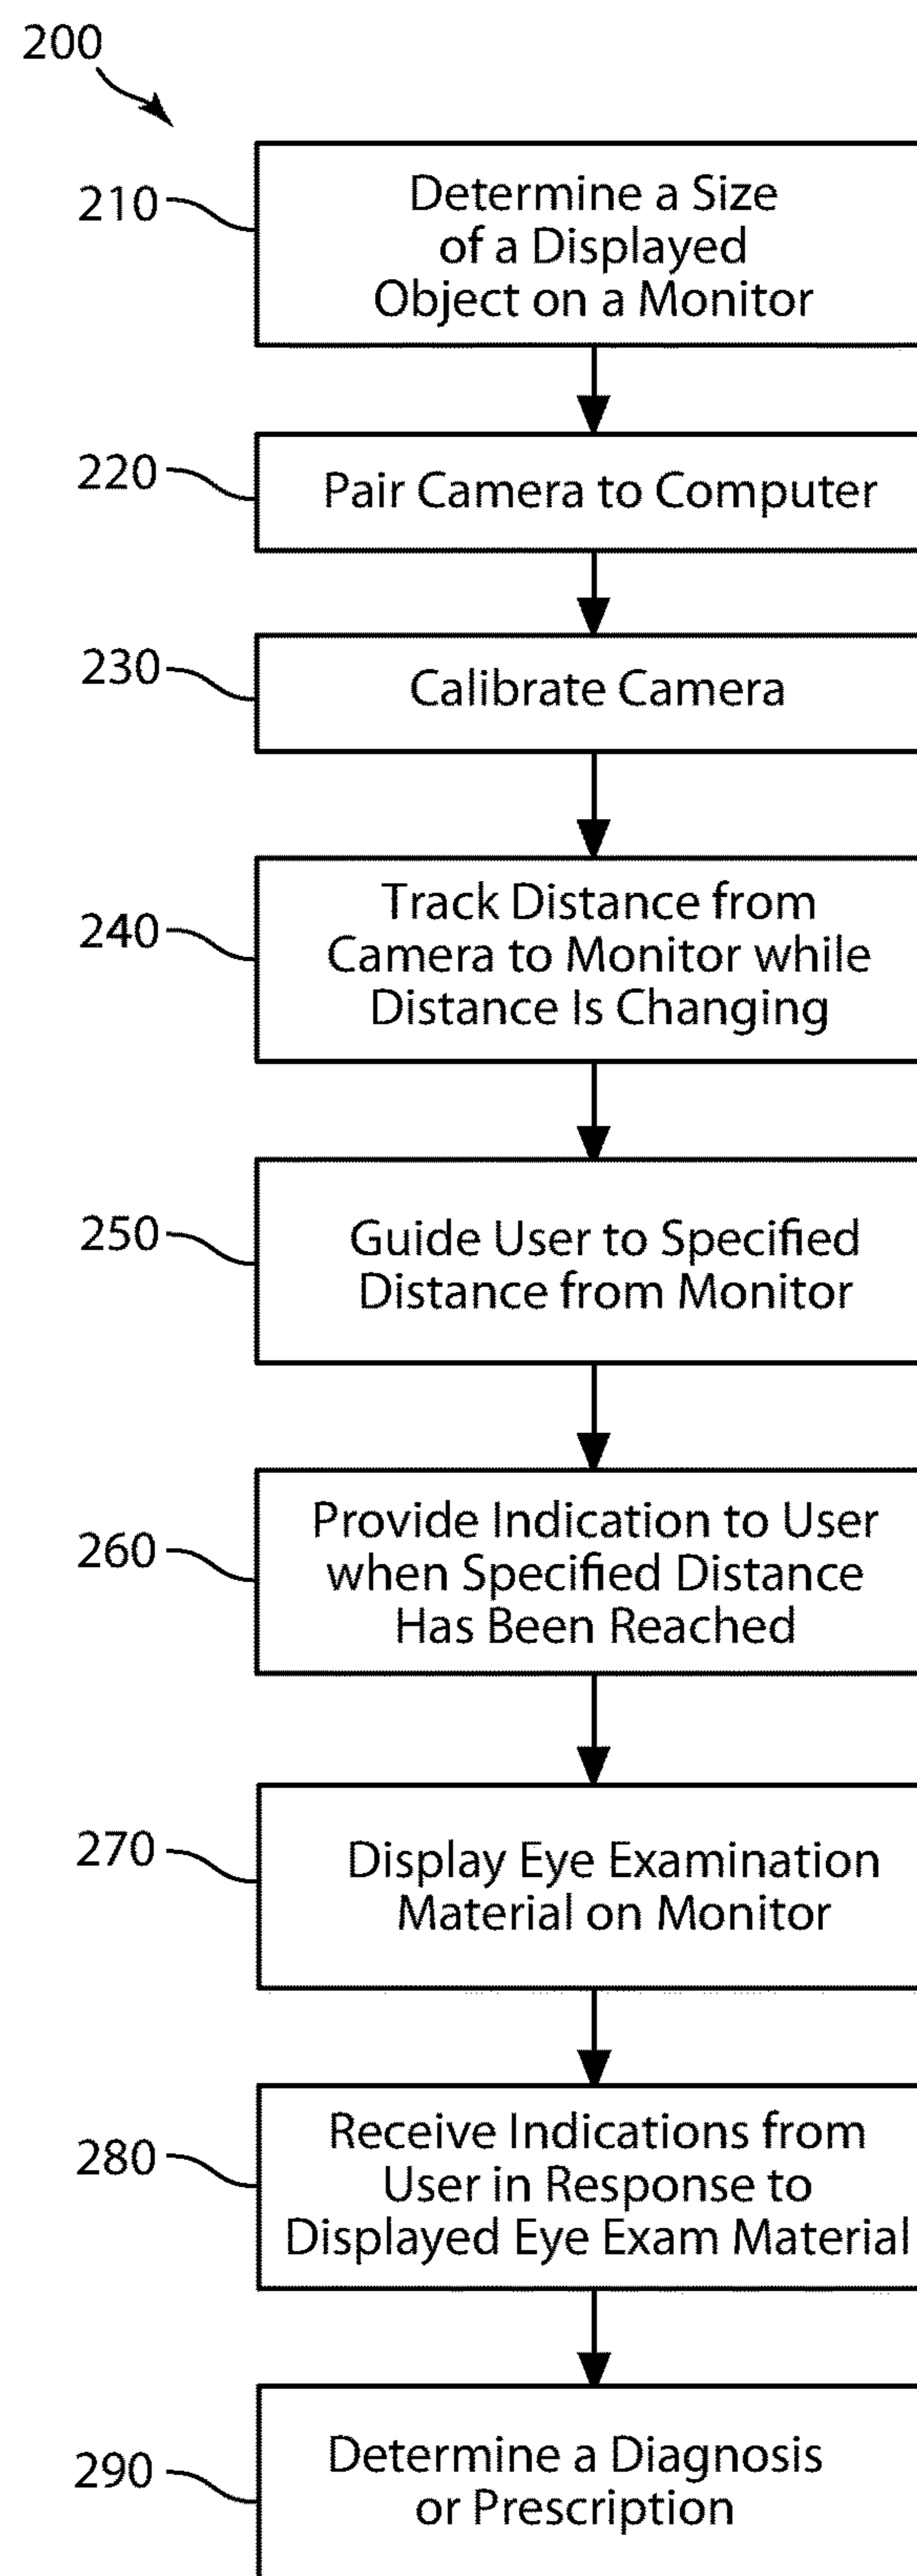 200
210
Determine a Size
of a Displayed
Object on a Monitor
220
Pair Camera to Computer
230
Calibrate Camera
240
Track Distance from
Camera to Monitor while
Distance Is Changing
250
Guide User to Specified
Distance from Monitor
260
Provide Indication to User
when Specified Distance
Has Been Reached
270
Display Eye Examination
Material on Monitor
280
Receive Indications from
User in Response to
Displayed Eye Exam Material
290
Determine a Diagnosis
or Prescription